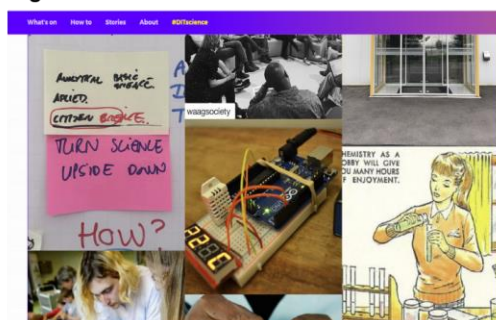 What's on How to Stories About #DITscience
ANALYTICAL BASIC SCIENCE
APPLIED.
CITIZEN SCIENCE.
TURN SCIENCE
UPSIDE DOWN
HOW?
waagsociety
HEMISTRY AS A
OBBY WILL GIVE
OU MANY HOURS
F ENJOYMENT.